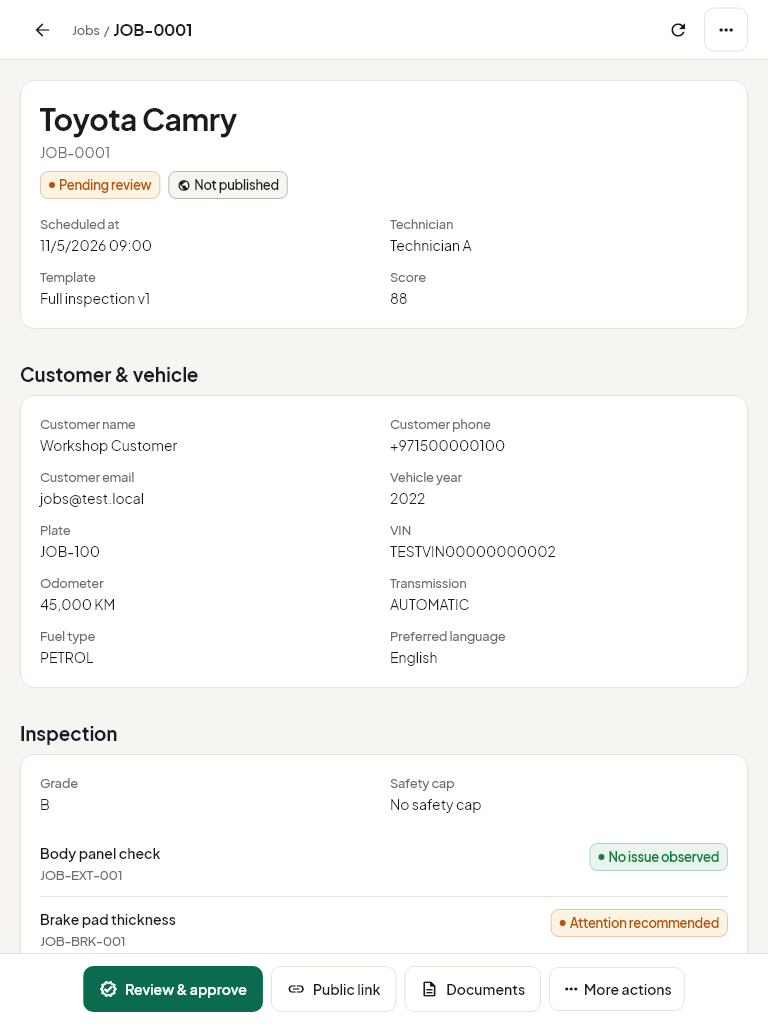 Jobs / JOB-0001
Toyota Camry
JOB-0001
Pending review Not published
Scheduled at Technician
11/5/2026 09:00 Technician A
Template Score
Full inspection v1 88
Customer & vehicle
Customer name Customer phone
Workshop Customer +971500000100
Customer email Vehicle year
jobs@test.local 2022
Plate VIN
JOB-100 TESTVIN00000000002
Odometer Transmission
45,000 KM AUTOMATIC
Fuel type Preferred language
PETROL English
Inspection
Grade Safety cap
B No safety cap
Body panel check No issue observed
JOB-EXT-001
Brake pad thickness Attention recommended
JOB-BRK-001
Review & approve Public link Documents More actions